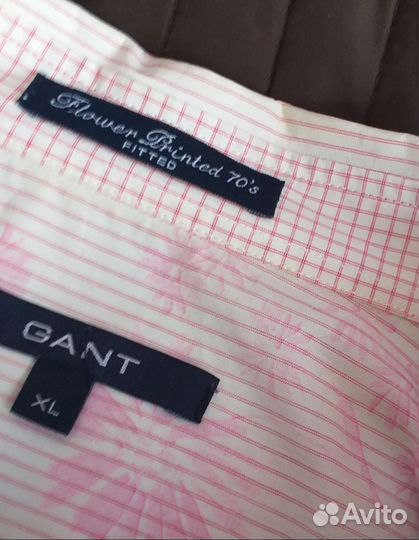 Flower Printed 70's
FITTED
GANT
XL
Avito